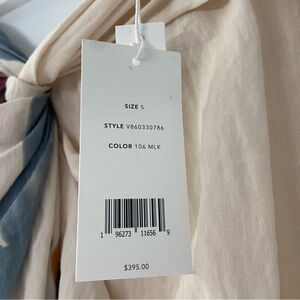 SIZE S
STYLE V860330786
COLOR 106 MLK
1 96273 11656 9
$395.00